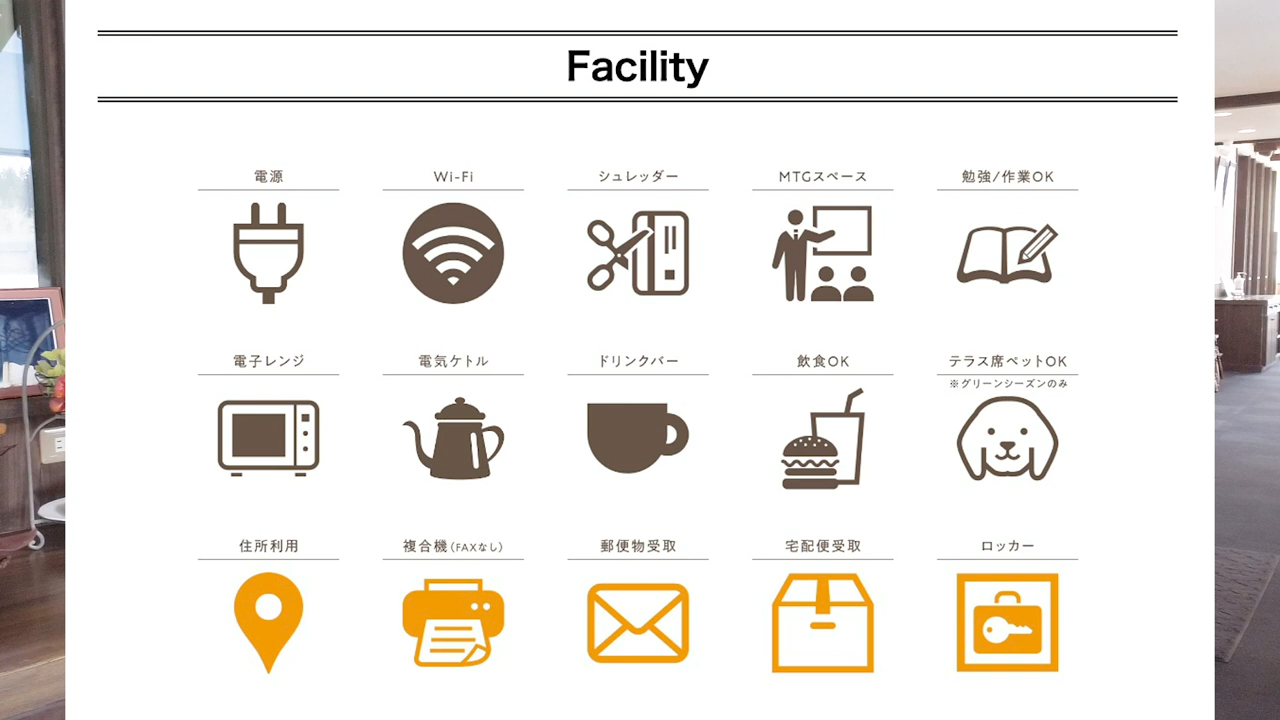 Facility
電源
Wi-Fi
シュレッダー
MTGスペース
勉強/作業OK
電子レンジ
電気ケトル
ドリンクバー
飲食OK
テラス席ペットOK
※グリーンシーズンのみ
住所利用
複合機(FAXなし)
郵便物受取
宅配便受取
ロッカー